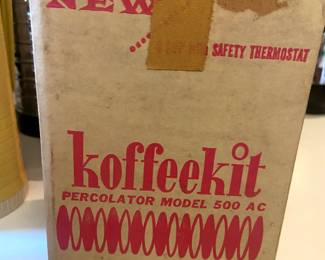 NEW
SAFETY THERMOSTAT
koffeekit
PERCOLATOR MODEL 500 AC